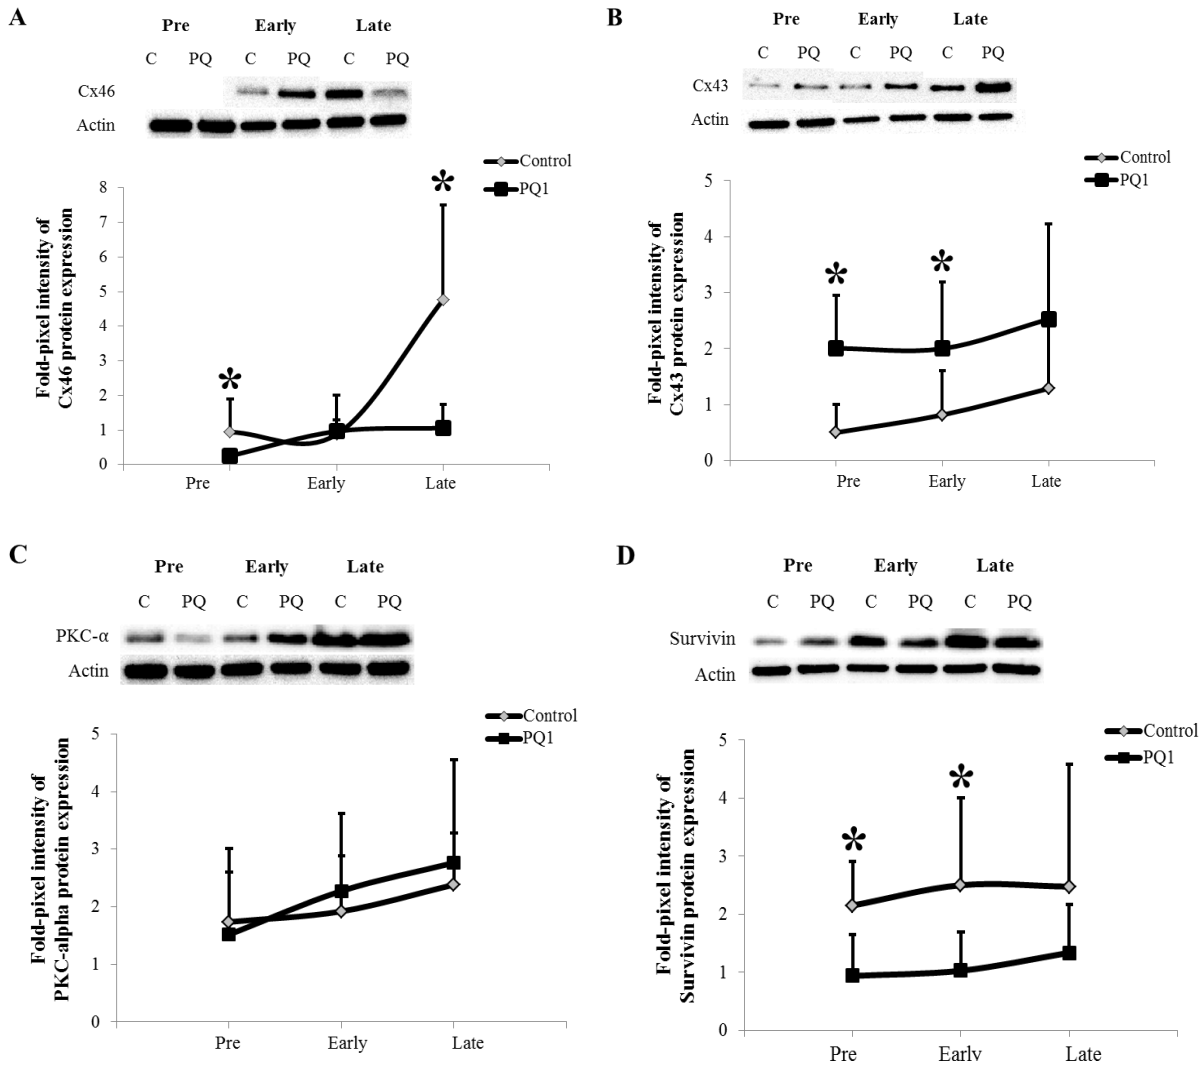 A
Pre Early Late
C PQ C PQ C PQ
Cx46
Actin
Control
PQ1
*
*
Fold-pixel intensity of
Cx46 protein expression
8
7
6
5
4
3
2
1
0
Pre Early Late
B
Pre Early Late
C PQ C PQ C PQ
Cx43
Actin
Control
PQ1
*
*
Fold-pixel intensity of
Cx43 protein expression
5
4
3
2
1
0
Pre Early Late
C
Pre Early Late
C PQ C PQ C PQ
PKC-α
Actin
Control
PQ1
Fold-pixel intensity of
PKC-alpha protein expression
5
4
3
2
1
0
Pre Early Late
D
Pre Early Late
C PQ C PQ C PQ
Survivin
Actin
Control
PQ1
*
*
Fold-pixel intensity of
Survivin protein expression
5
4
3
2
1
0
Pre Early Late